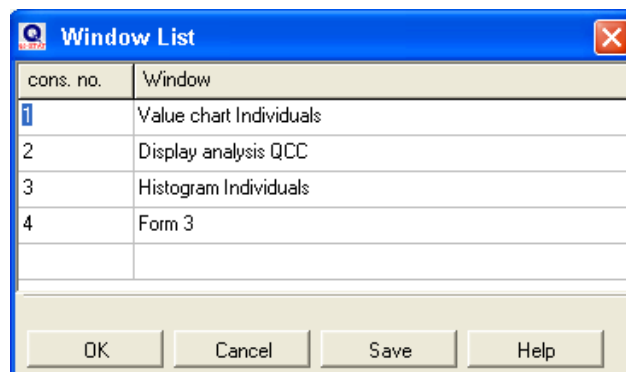 Window List
cons. no. Window
1 Value chart Individuals
2 Display analysis QCC
3 Histogram Individuals
4 Form 3
OK Cancel Save Help